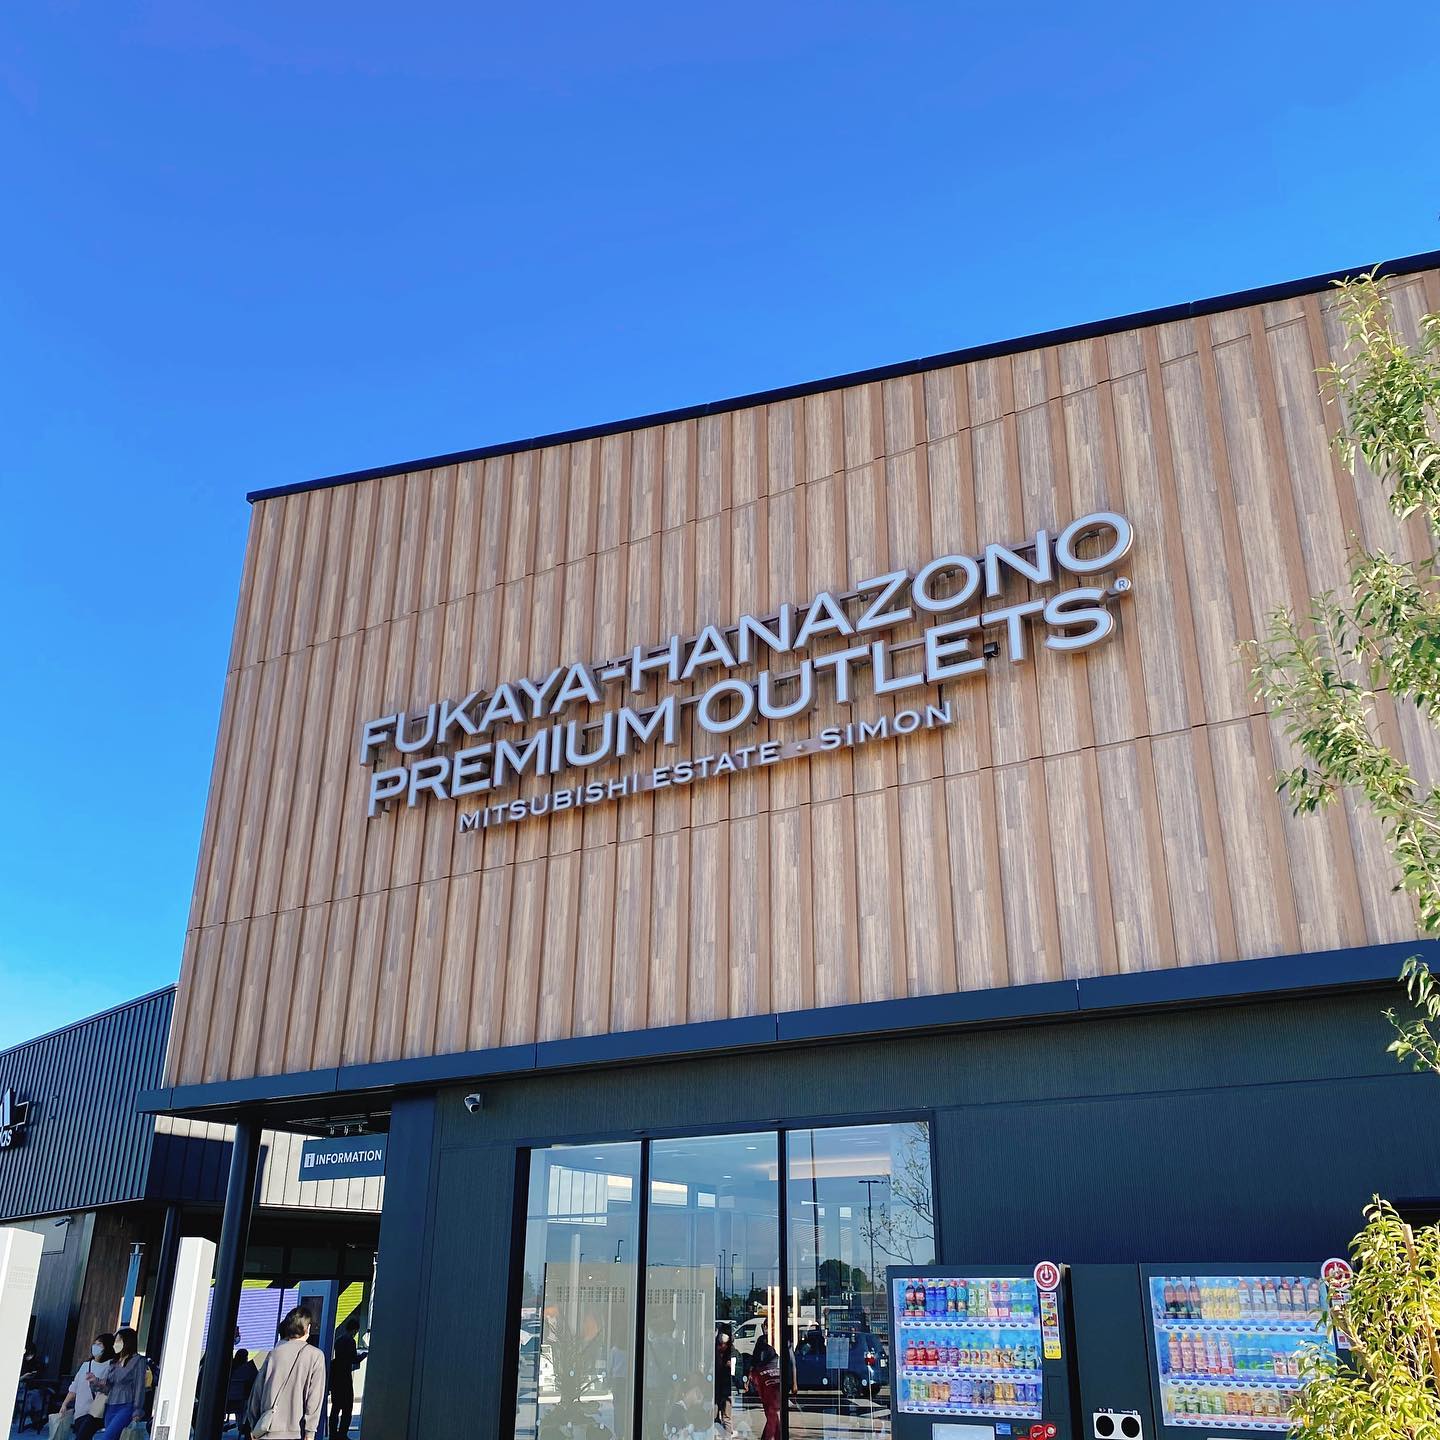 FUKAYA-HANAZONO
PREMIUM OUTLETS®
MITSUBISHI ESTATE · SIMON
i INFORMATION